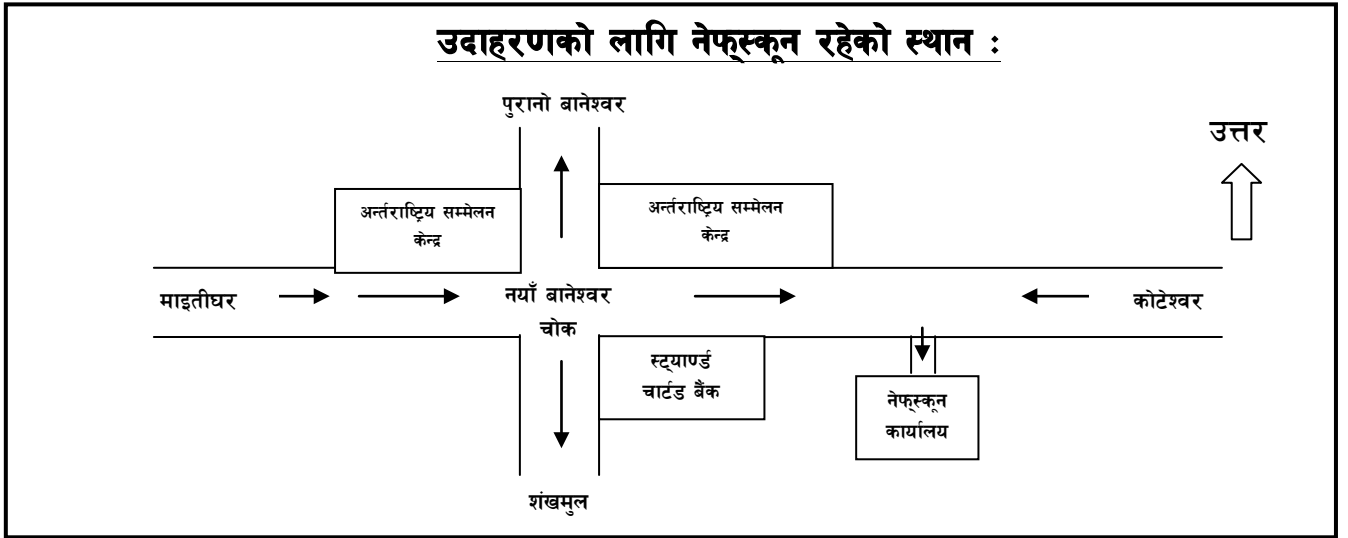 उदाहरणको लागि नेफ्स्कून रहेको स्थान :
पुरानो बानेश्वर
उत्तर
अर्न्तराष्ट्रिय सम्मेलन
केन्द्र
अर्न्तराष्ट्रिय सम्मेलन
केन्द्र
माइतीघर
नयाँ बानेश्वर
चोक
कोटेश्वर
स्ट्याण्र्ड
चार्टड बैंक
नेफ्स्कून
कार्यालय
शंखमुल